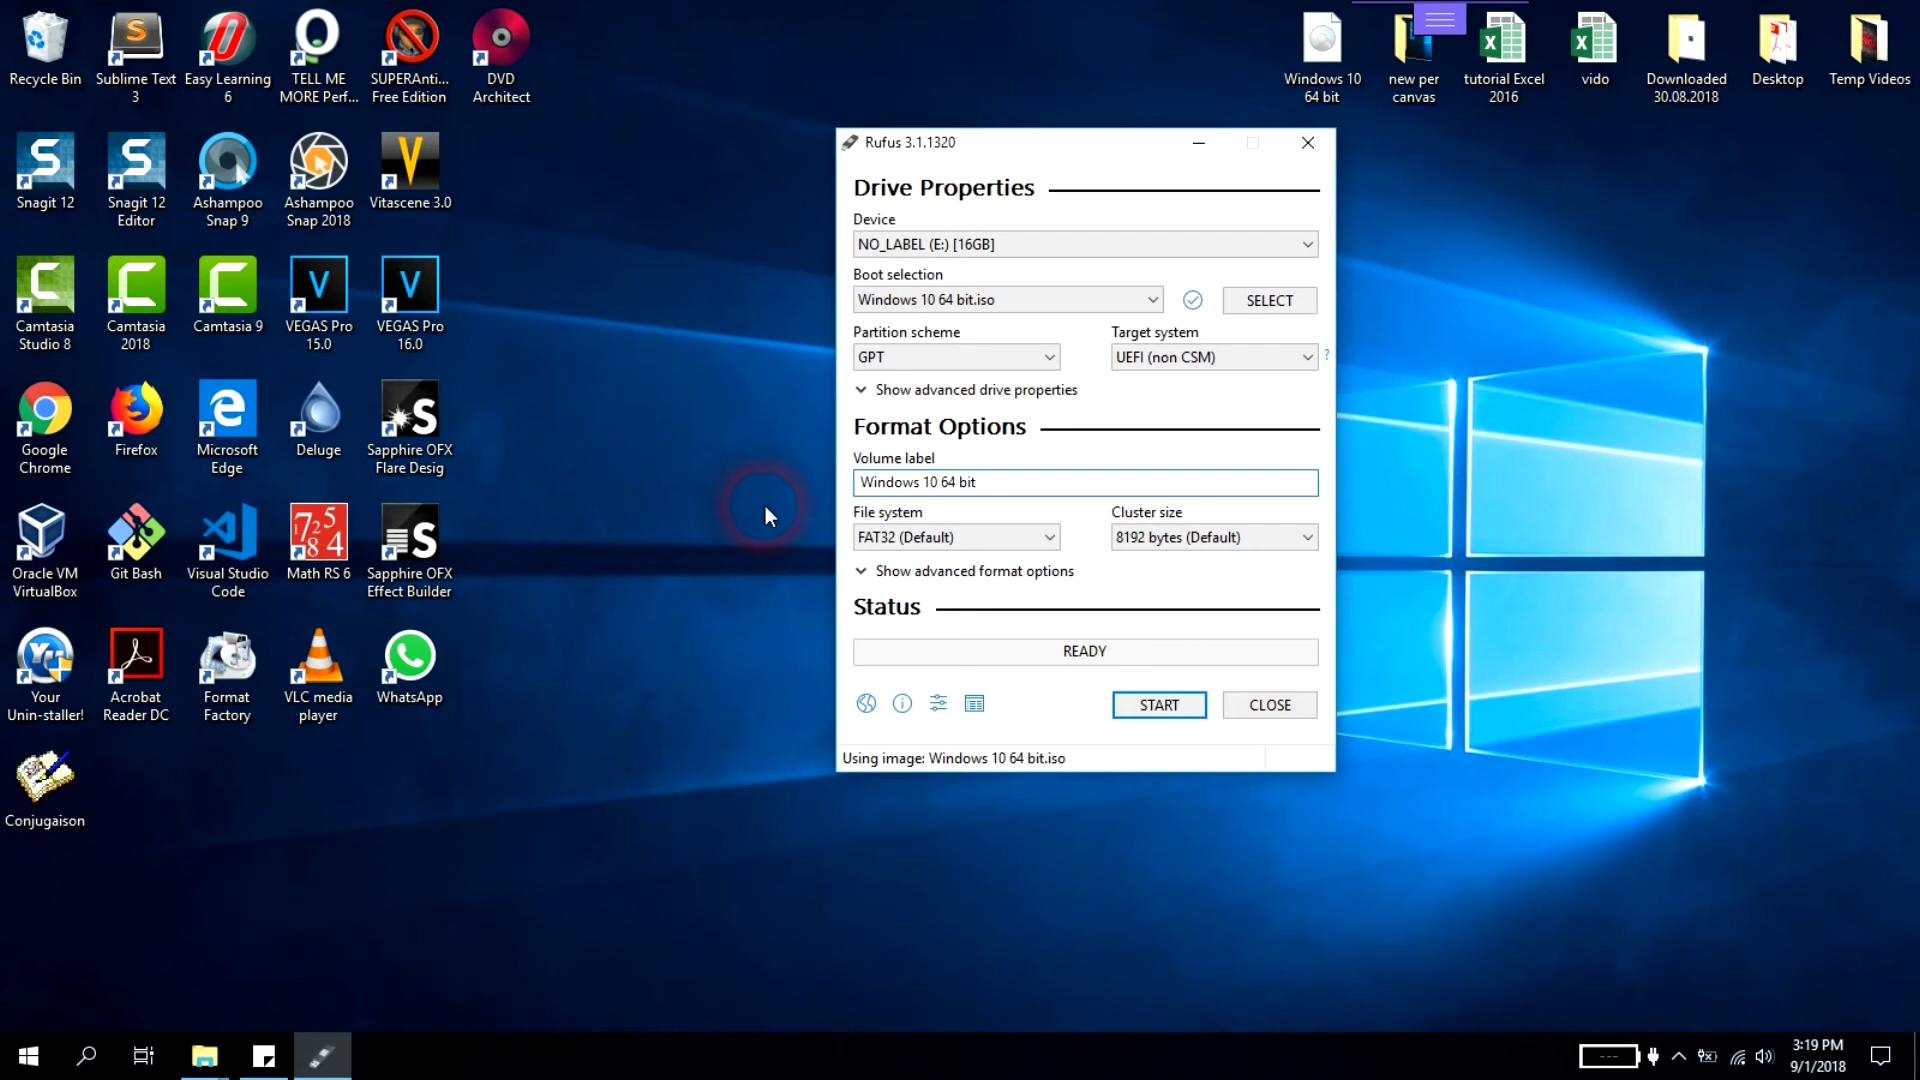 Recycle Bin
Sublime Text
3
Easy Learning
6
TELL ME
MORE Perf...
SUPERAnti...
Free Edition
DVD
Architect
Windows 10
64 bit
new per
canvas
tutorial Excel
2016
vido
Downloaded
30.08.2018
Desktop
Temp Videos
Snagit 12
Snagit 12
Editor
Ashampoo
Snap 9
Ashampoo
Snap 2018
Vitascene 3.0
Camtasia
Studio 8
Camtasia
2018
Camtasia 9
VEGAS Pro
15.0
VEGAS Pro
16.0
Google
Chrome
Firefox
Microsoft
Edge
Deluge
Sapphire OFX
Flare Desig
Oracle VM
VirtualBox
Git Bash
Visual Studio
Code
Math RS 6
Sapphire OFX
Effect Builder
Your
Unin-staller!
Acrobat
Reader DC
Format
Factory
VLC media
player
WhatsApp
Conjugaison
Rufus 3.1.1320
Drive Properties
Device
NO_LABEL (E:) [16GB]
Boot selection
Windows 10 64 bit.iso
SELECT
Partition scheme
Target system
GPT
UEFI (non CSM)
?
Show advanced drive properties
Format Options
Volume label
Windows 10 64 bit
File system
Cluster size
FAT32 (Default)
8192 bytes (Default)
Show advanced format options
Status
READY
START
CLOSE
Using image: Windows 10 64 bit.iso
3:19 PM
9/1/2018